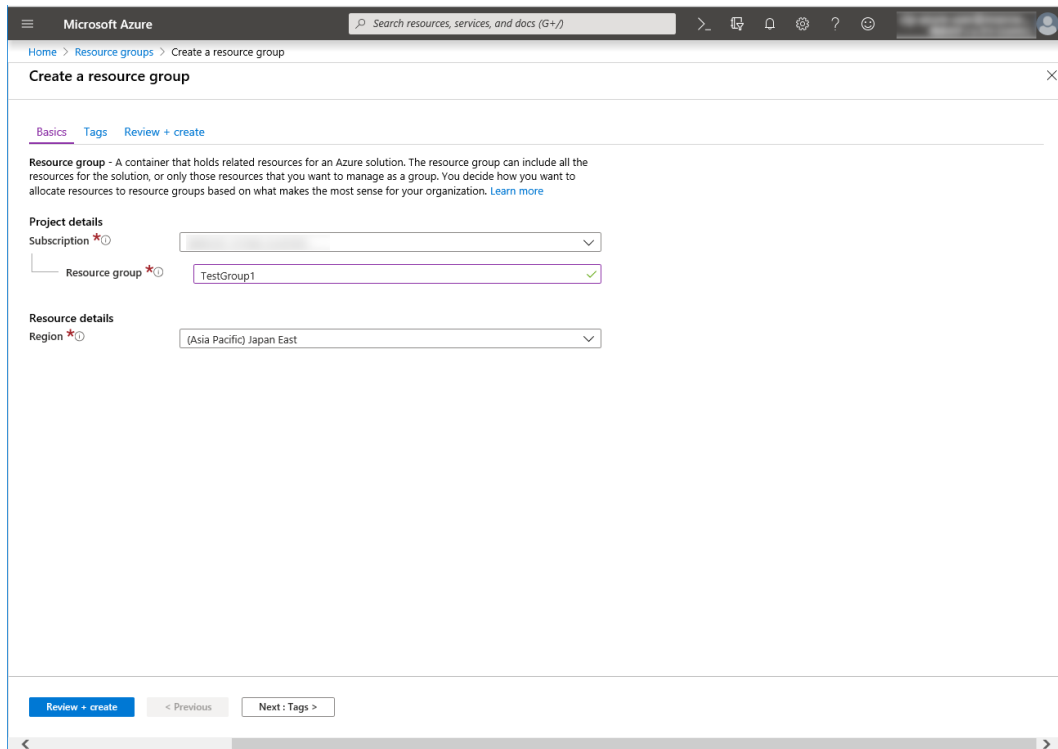 Microsoft Azure
Search resources, services, and docs (G+/)
Home > Resource groups > Create a resource group
Create a resource group
Basics Tags Review + create
Resource group - A container that holds related resources for an Azure solution. The resource group can include all the
resources for the solution, or only those resources that you want to manage as a group. You decide how you want to
allocate resources to resource groups based on what makes the most sense for your organization. Learn more
Project details
Subscription *
Resource group *
TestGroup1
Resource details
Region *
(Asia Pacific) Japan East
Review + create
< Previous
Next : Tags >